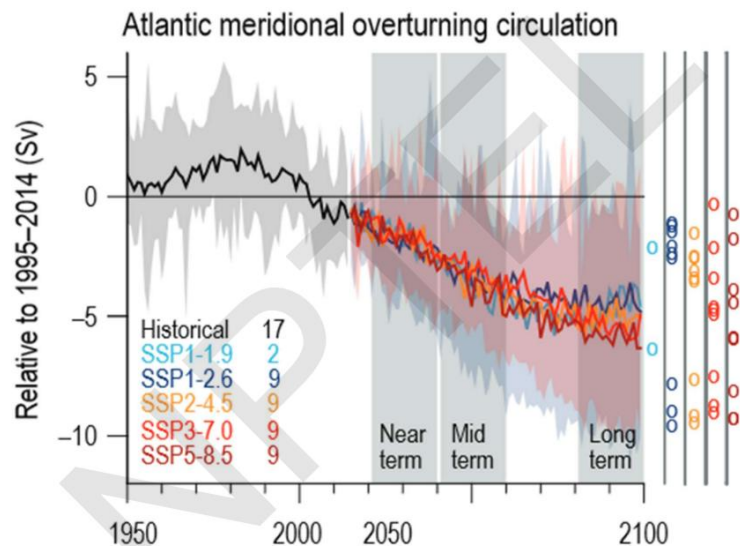 Atlantic meridional overturning circulation
Relative to 1995–2014 (Sv)
5
0
−5
−10
Historical 17
SSP1-1.9 2
SSP1-2.6 9
SSP2-4.5 9
SSP3-7.0 9
SSP5-8.5 9
Near
term
Mid
term
Long
term
1950 2000 2050 2100
NPTEL